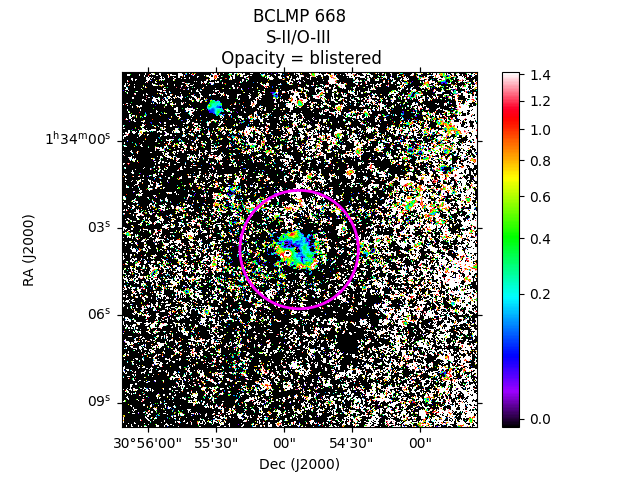 BCLMP 668
S-II/O-III
Opacity = blistered
1ʰ34ᵐ00ˢ
03ˢ
06ˢ
09ˢ
RA (J2000)
30°56'00" 55'30" 00" 54'30" 00"
Dec (J2000)
1.4
1.2
1.0
0.8
0.6
0.4
0.2
0.0